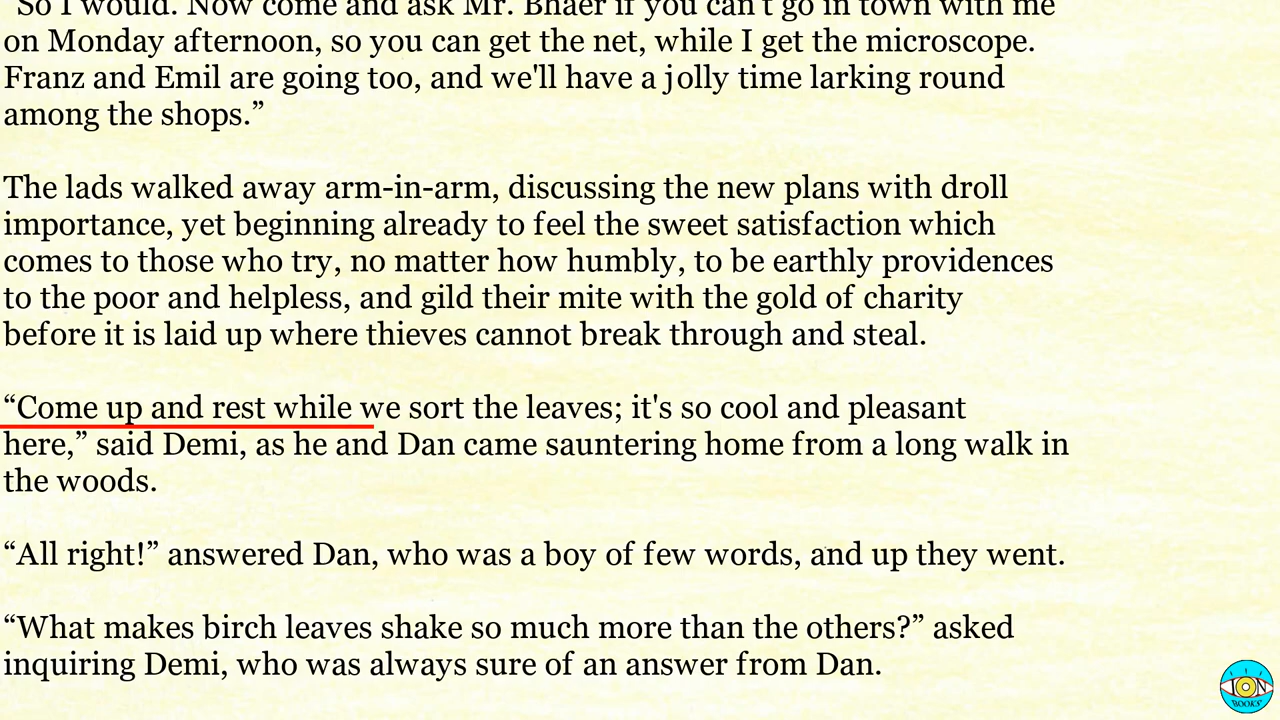 “So I would. Now come and ask Mr. Bhaer if you can't go in town with me
on Monday afternoon, so you can get the net, while I get the microscope.
Franz and Emil are going too, and we'll have a jolly time larking round
among the shops.”
The lads walked away arm-in-arm, discussing the new plans with droll
importance, yet beginning already to feel the sweet satisfaction which
comes to those who try, no matter how humbly, to be earthly providences
to the poor and helpless, and gild their mite with the gold of charity
before it is laid up where thieves cannot break through and steal.
“Come up and rest while we sort the leaves; it's so cool and pleasant
here,” said Demi, as he and Dan came sauntering home from a long walk in
the woods.
“All right!” answered Dan, who was a boy of few words, and up they went.
“What makes birch leaves shake so much more than the others?” asked
inquiring Demi, who was always sure of an answer from Dan.
ION
BOOKS